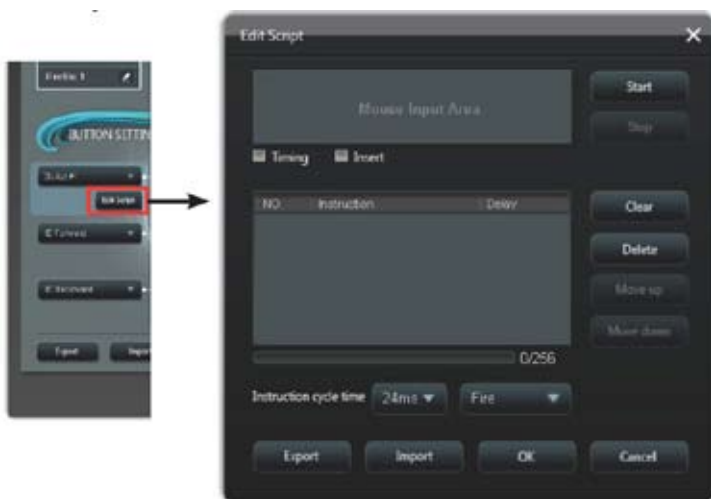 Edit Script
Mouse Input Area
Start
Stop
Timing
Insert
NO. Instruction Delay
Clear
Delete
Move up
Move down
0/256
Instruction cycle time 24ms Fire
Export Import OK Cancel
BUTTON SETTIN
Edit Script
Export Impor